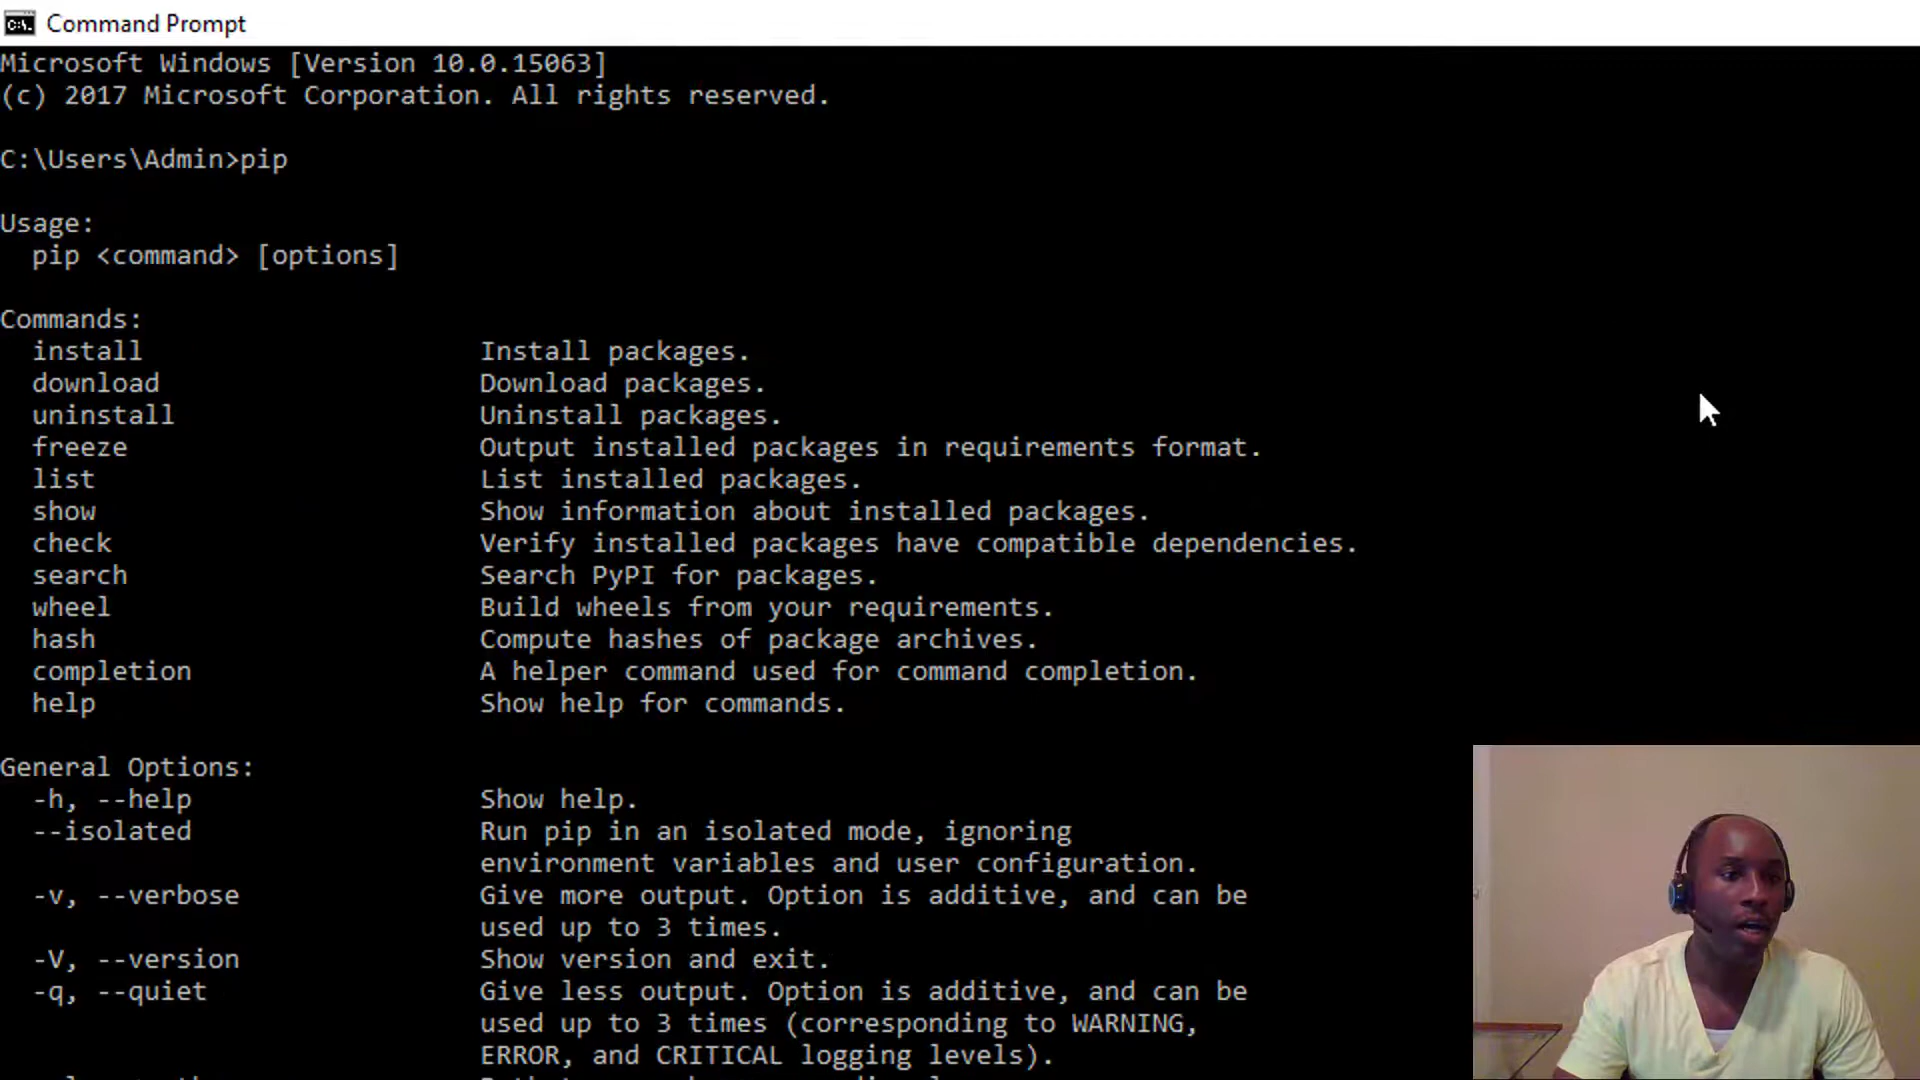 Command Prompt
Microsoft Windows [Version 10.0.15063]
(c) 2017 Microsoft Corporation. All rights reserved.
C:\Users\Admin>pip
Usage:
pip <command> [options]
Commands:
install Install packages.
download Download packages.
uninstall Uninstall packages.
freeze Output installed packages in requirements format.
list List installed packages.
show Show information about installed packages.
check Verify installed packages have compatible dependencies.
search Search PyPI for packages.
wheel Build wheels from your requirements.
hash Compute hashes of package archives.
completion A helper command used for command completion.
help Show help for commands.
General Options:
-h, --help Show help.
--isolated Run pip in an isolated mode, ignoring
environment variables and user configuration.
-v, --verbose Give more output. Option is additive, and can be
used up to 3 times.
-V, --version Show version and exit.
-q, --quiet Give less output. Option is additive, and can be
used up to 3 times (corresponding to WARNING,
ERROR, and CRITICAL logging levels).